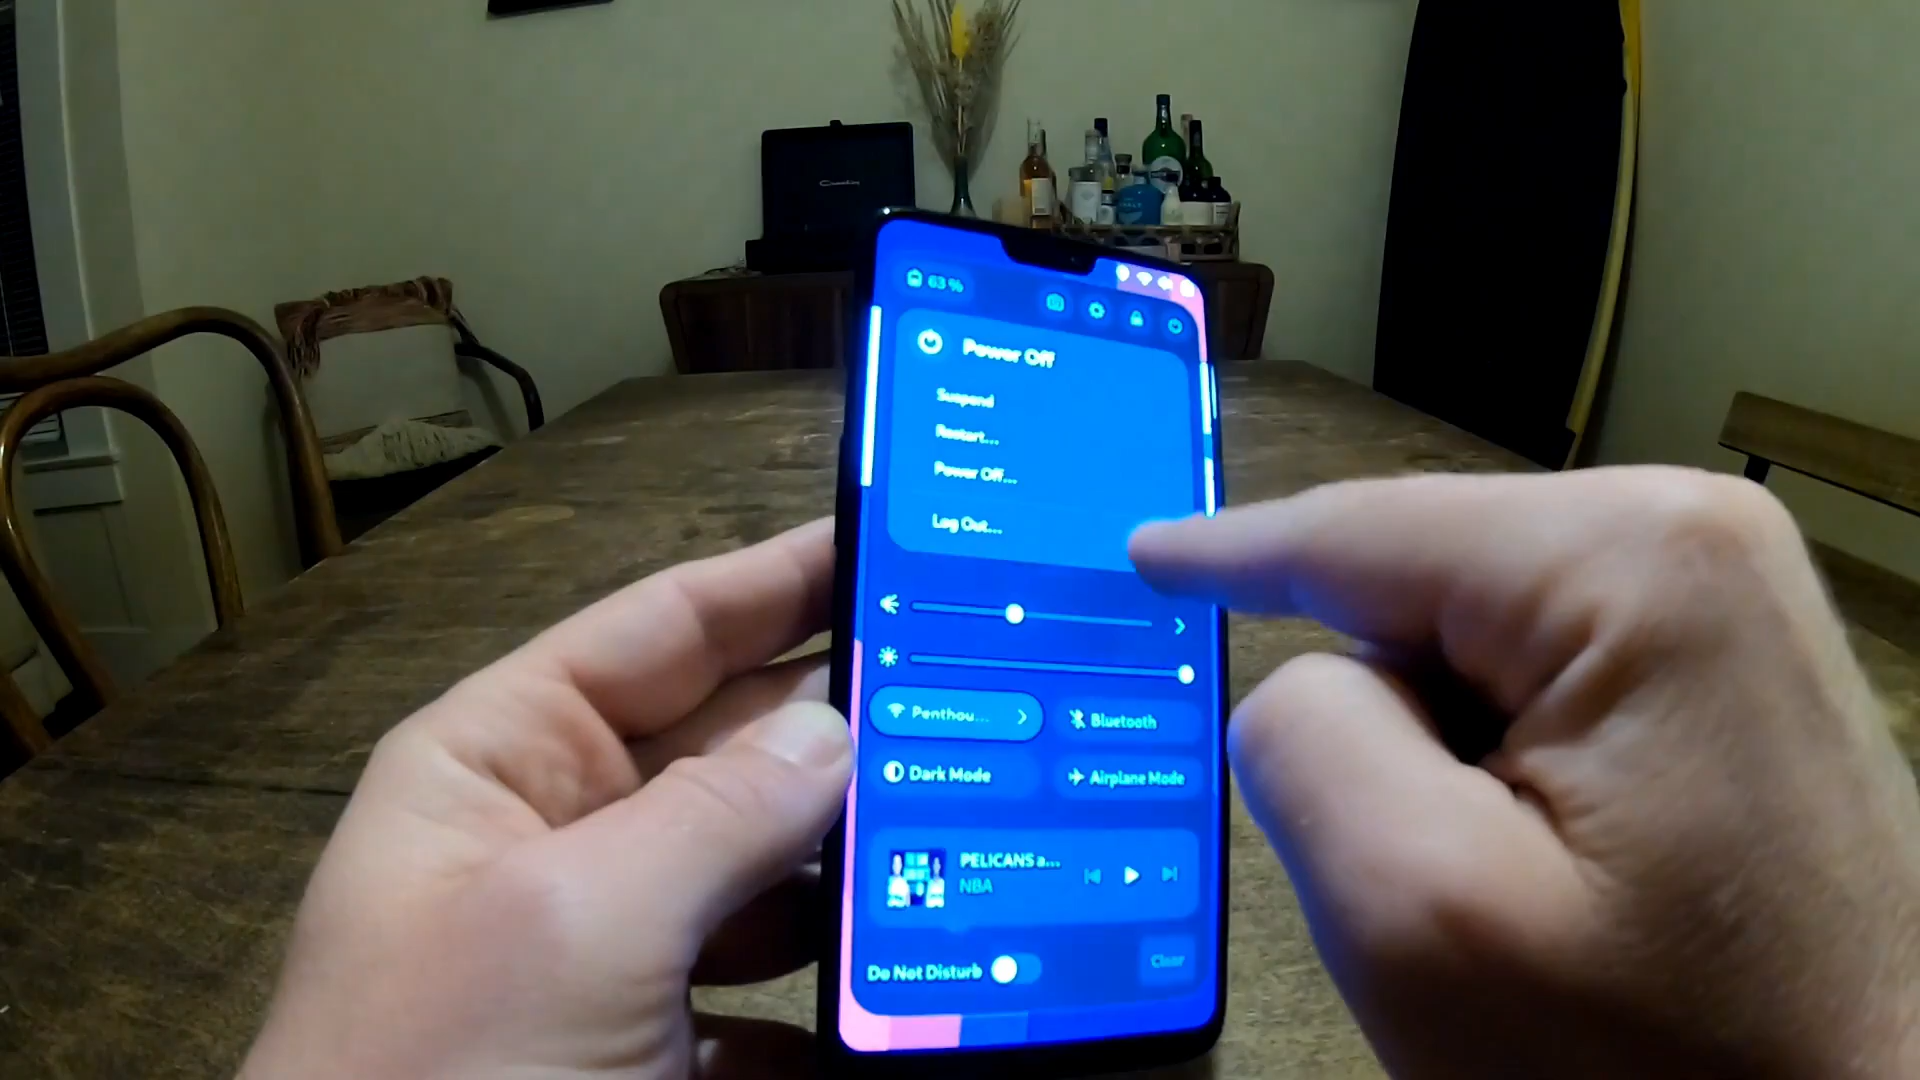 63 %
Power Off
Suspend
Restart...
Power Off...
Log Out...
Penthou...
Bluetooth
Dark Mode
Airplane Mode
PELICANS a...
NBA
Do Not Disturb
Clear